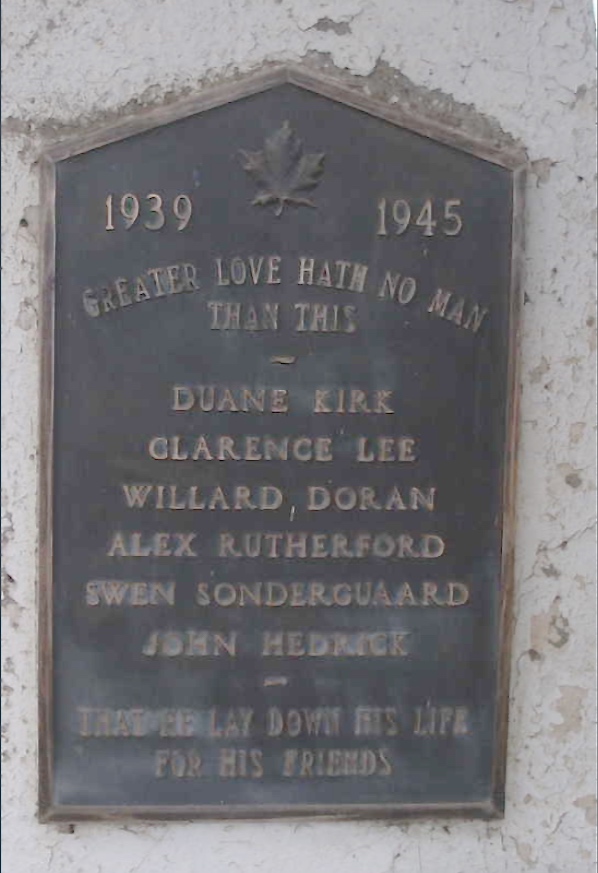 1939 1945
GREATER LOVE HATH NO MAN
THAN THIS
DUANE KIRK
CLARENCE LEE
WILLARD DORAN
ALEX RUTHERFORD
SWEN SONDERGUAARD
JOHN HEDRICK
THAT HE LAY DOWN HIS LIFE
FOR HIS FRIENDS